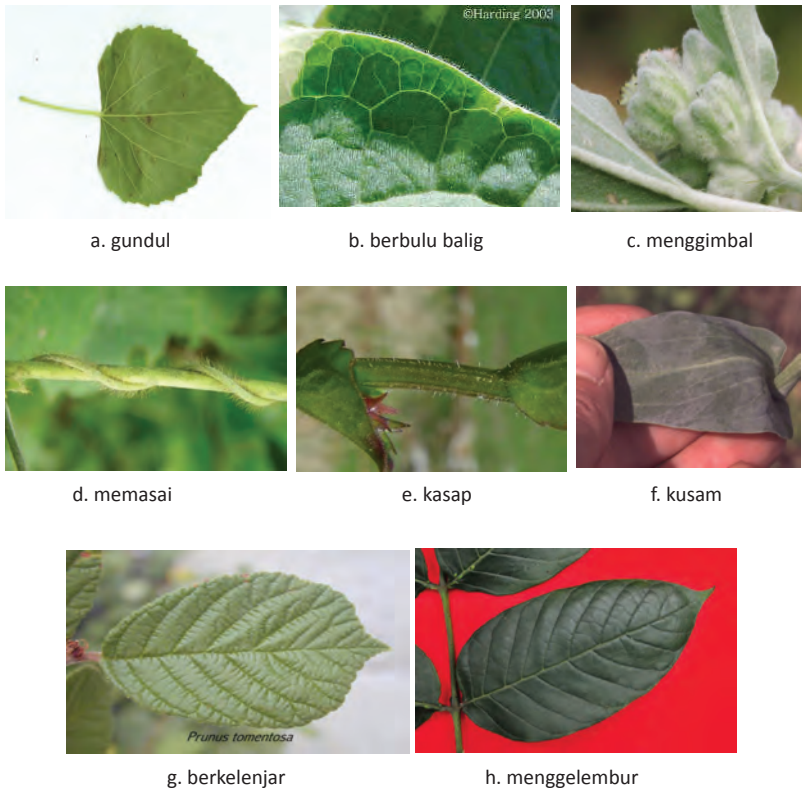 ©Harding 2003
a. gundul
b. berbulu balig
c. menggimbal
d. memasai
e. kasap
f. kusam
Prunus tomentosa
g. berkelenjar
h. menggelembur